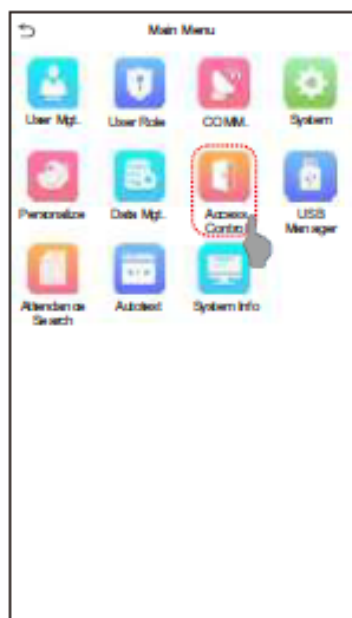 Main Menu
User Mgt.
User Role
COMM.
System
Personalize
Data Mgt.
Access
Control
USB
Manager
Attendance
Search
Autotest
System Info